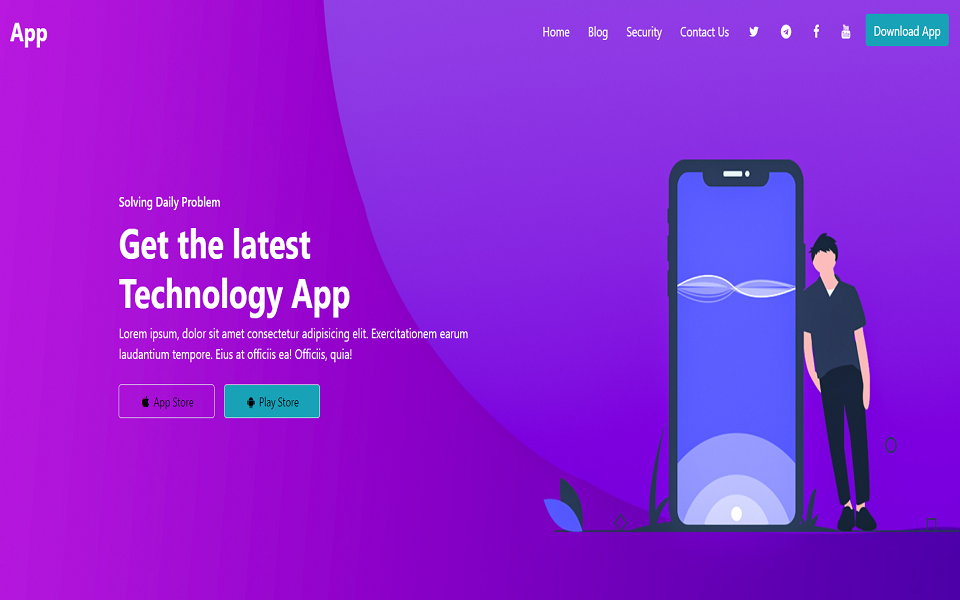 App
Home Blog Security Contact Us Download App
Solving Daily Problem
Get the latest
Technology App
Lorem ipsum, dolor sit amet consectetur adipisicing elit. Exercitationem earum
laudantium tempore. Eius at officiis ea! Officiis, quia!
App Store Play Store